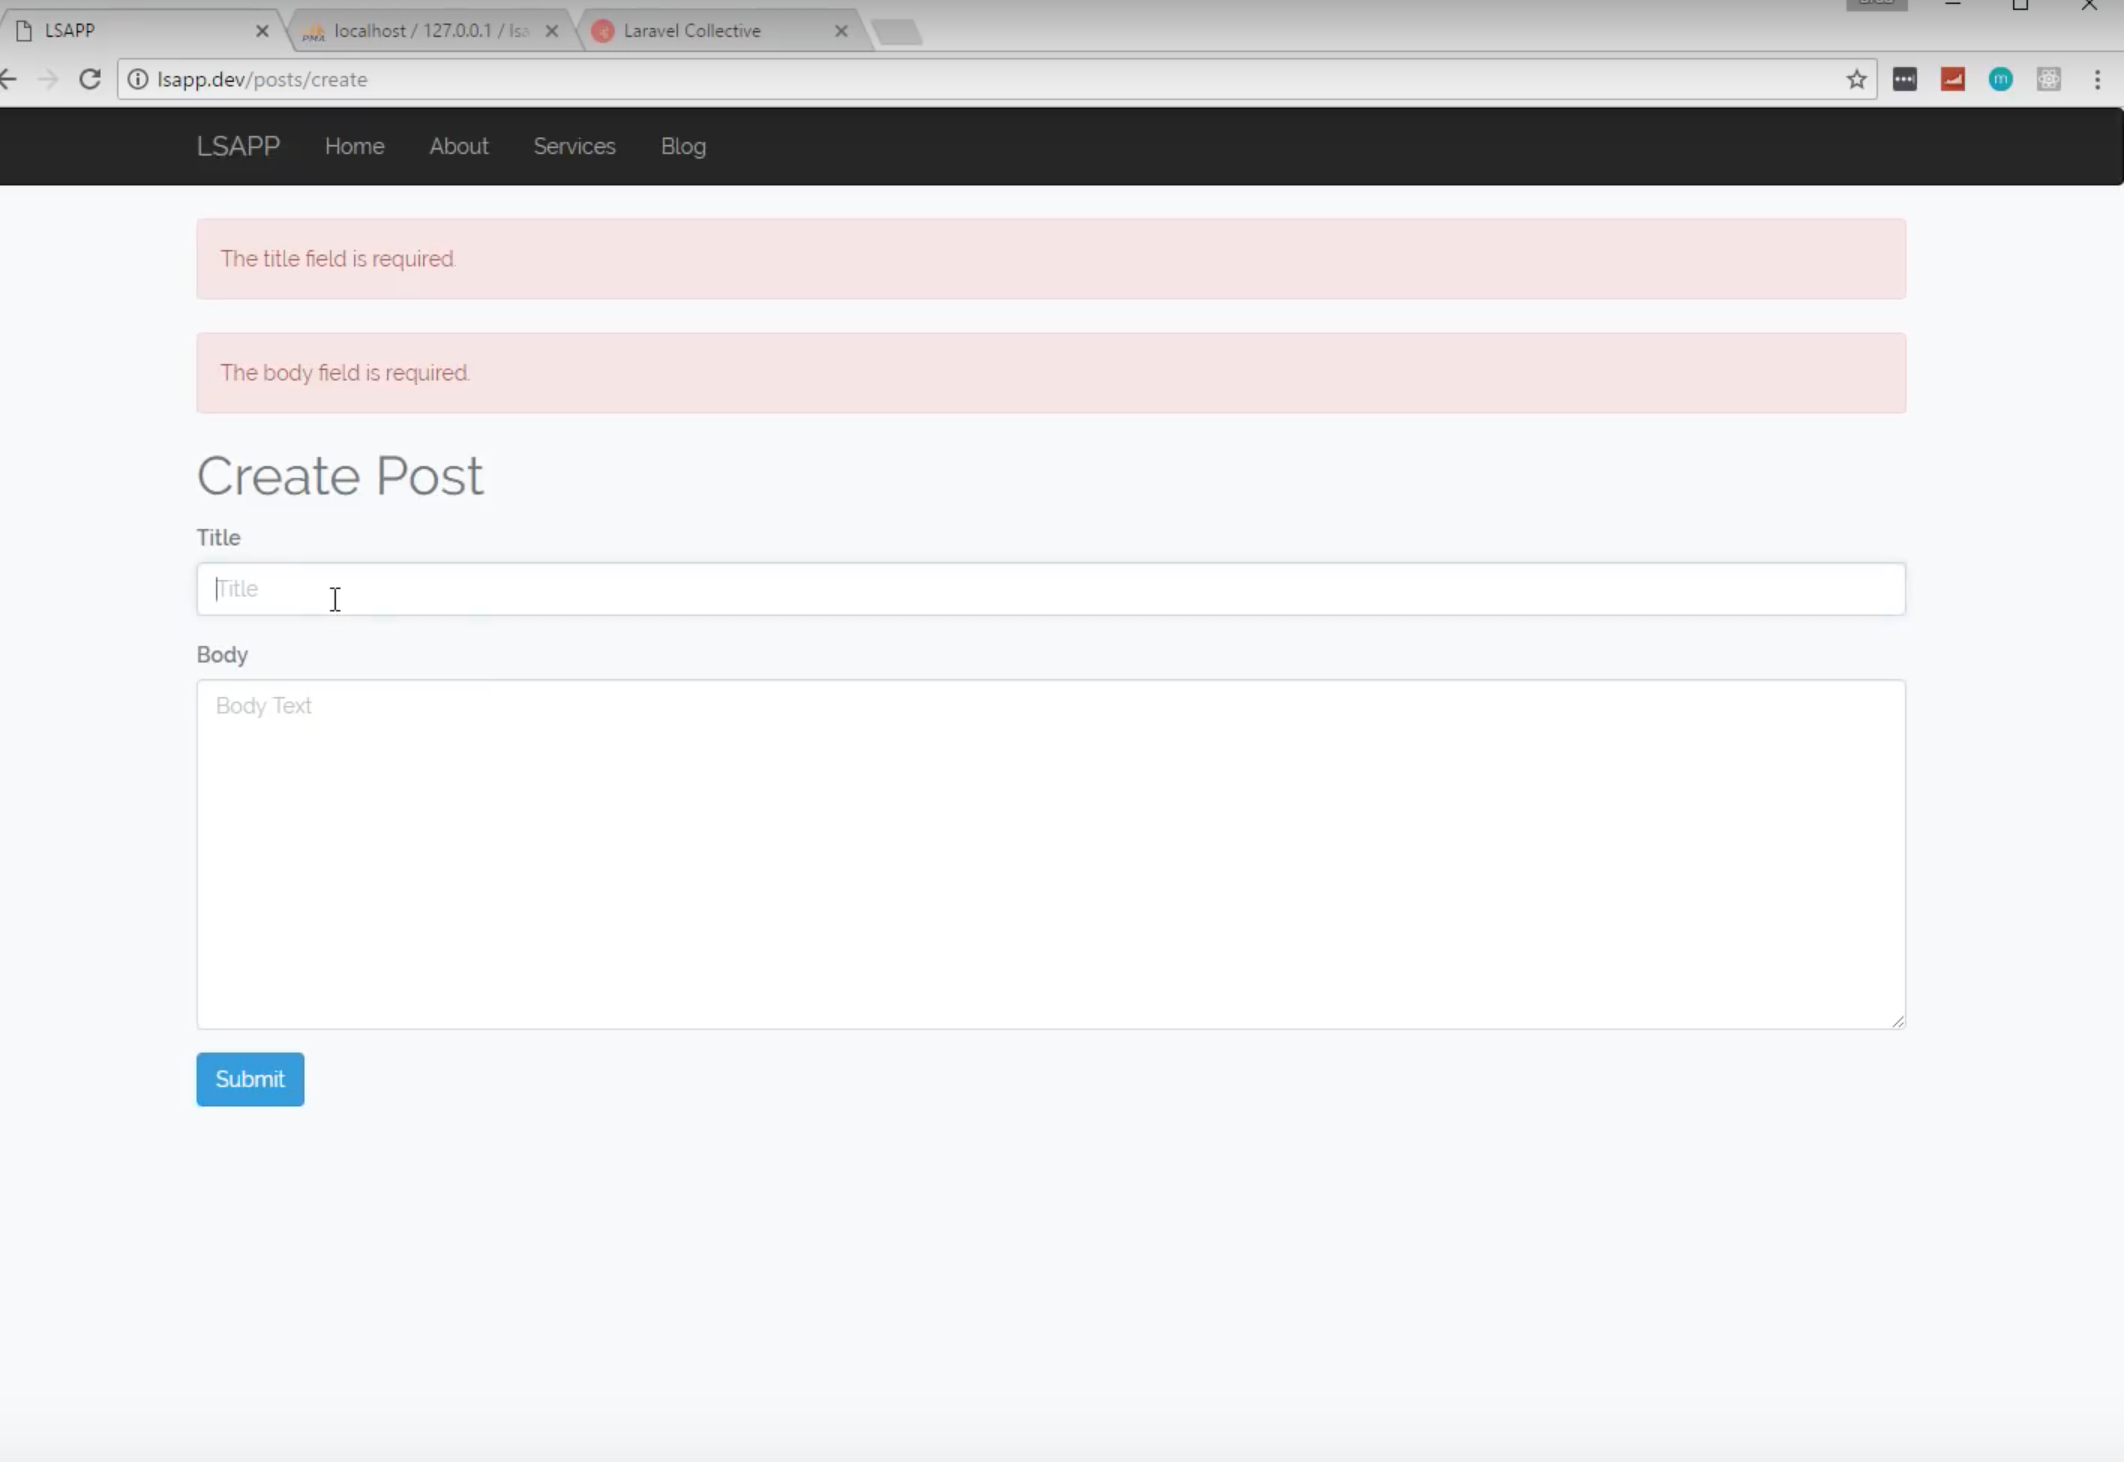 LSAPP
localhost / 127.0.0.1 / lsa
Laravel Collective
lsapp.dev/posts/create
LSAPP Home About Services Blog
The title field is required.
The body field is required.
Create Post
Title
Title
Body
Body Text
Submit